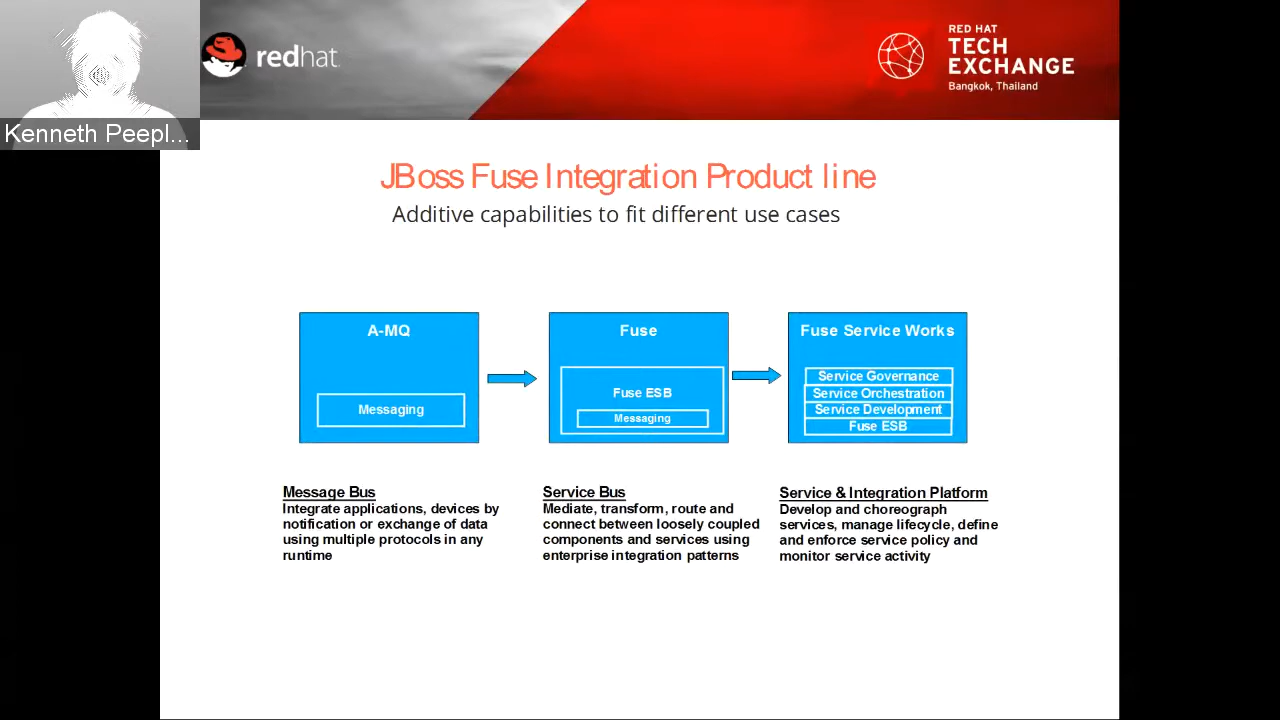 redhat.
RED HAT
TECH
EXCHANGE
Bangkok, Thailand
Kenneth Peepl...
JBoss Fuse Integration Product line
Additive capabilities to fit different use cases
A-MQ
Messaging
Fuse
Fuse ESB
Messaging
Fuse Service Works
Service Governance
Service Orchestration
Service Development
Fuse ESB
Message Bus
Integrate applications, devices by
notification or exchange of data
using multiple protocols in any
runtime
Service Bus
Mediate, transform, route and
connect between loosely coupled
components and services using
enterprise integration patterns
Service & Integration Platform
Develop and choreograph
services, manage lifecycle, define
and enforce service policy and
monitor service activity